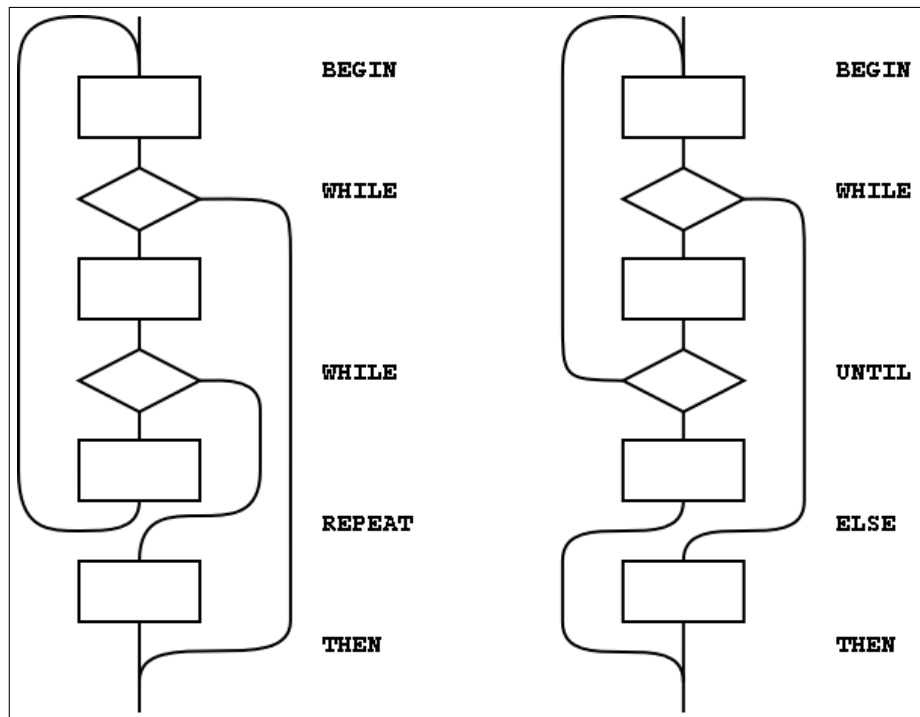 BEGIN
WHILE
WHILE
REPEAT
THEN
BEGIN
WHILE
UNTIL
ELSE
THEN